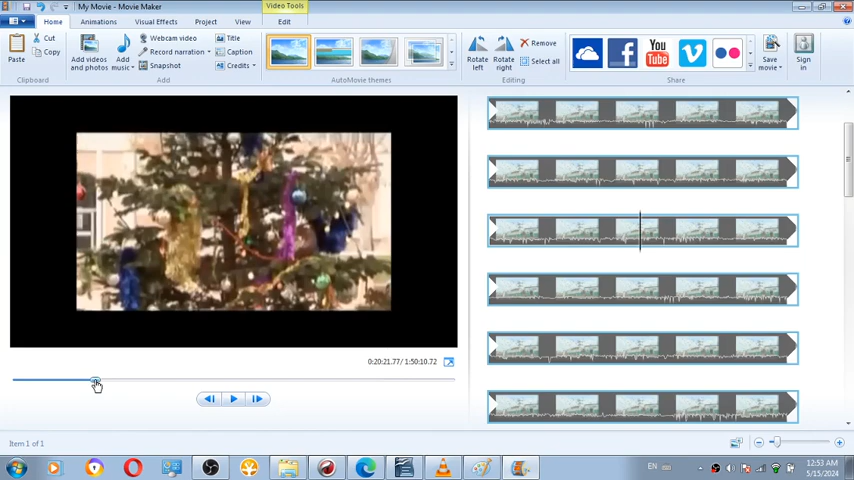 My Movie - Movie Maker
Video Tools
Home
Animations
Visual Effects
Project
View
Edit
Paste
Cut
Copy
Clipboard
Add videos and photos
Add music
Webcam video
Record narration
Snapshot
Title
Caption
Credits
Add
AutoMovie themes
Rotate left
Rotate right
Remove
Select all
Editing
You
Tube
Share
Save movie
Sign in
0:20:21.77/ 1:50:10.72
Item 1 of 1
EN
12:53 AM
5/15/2024